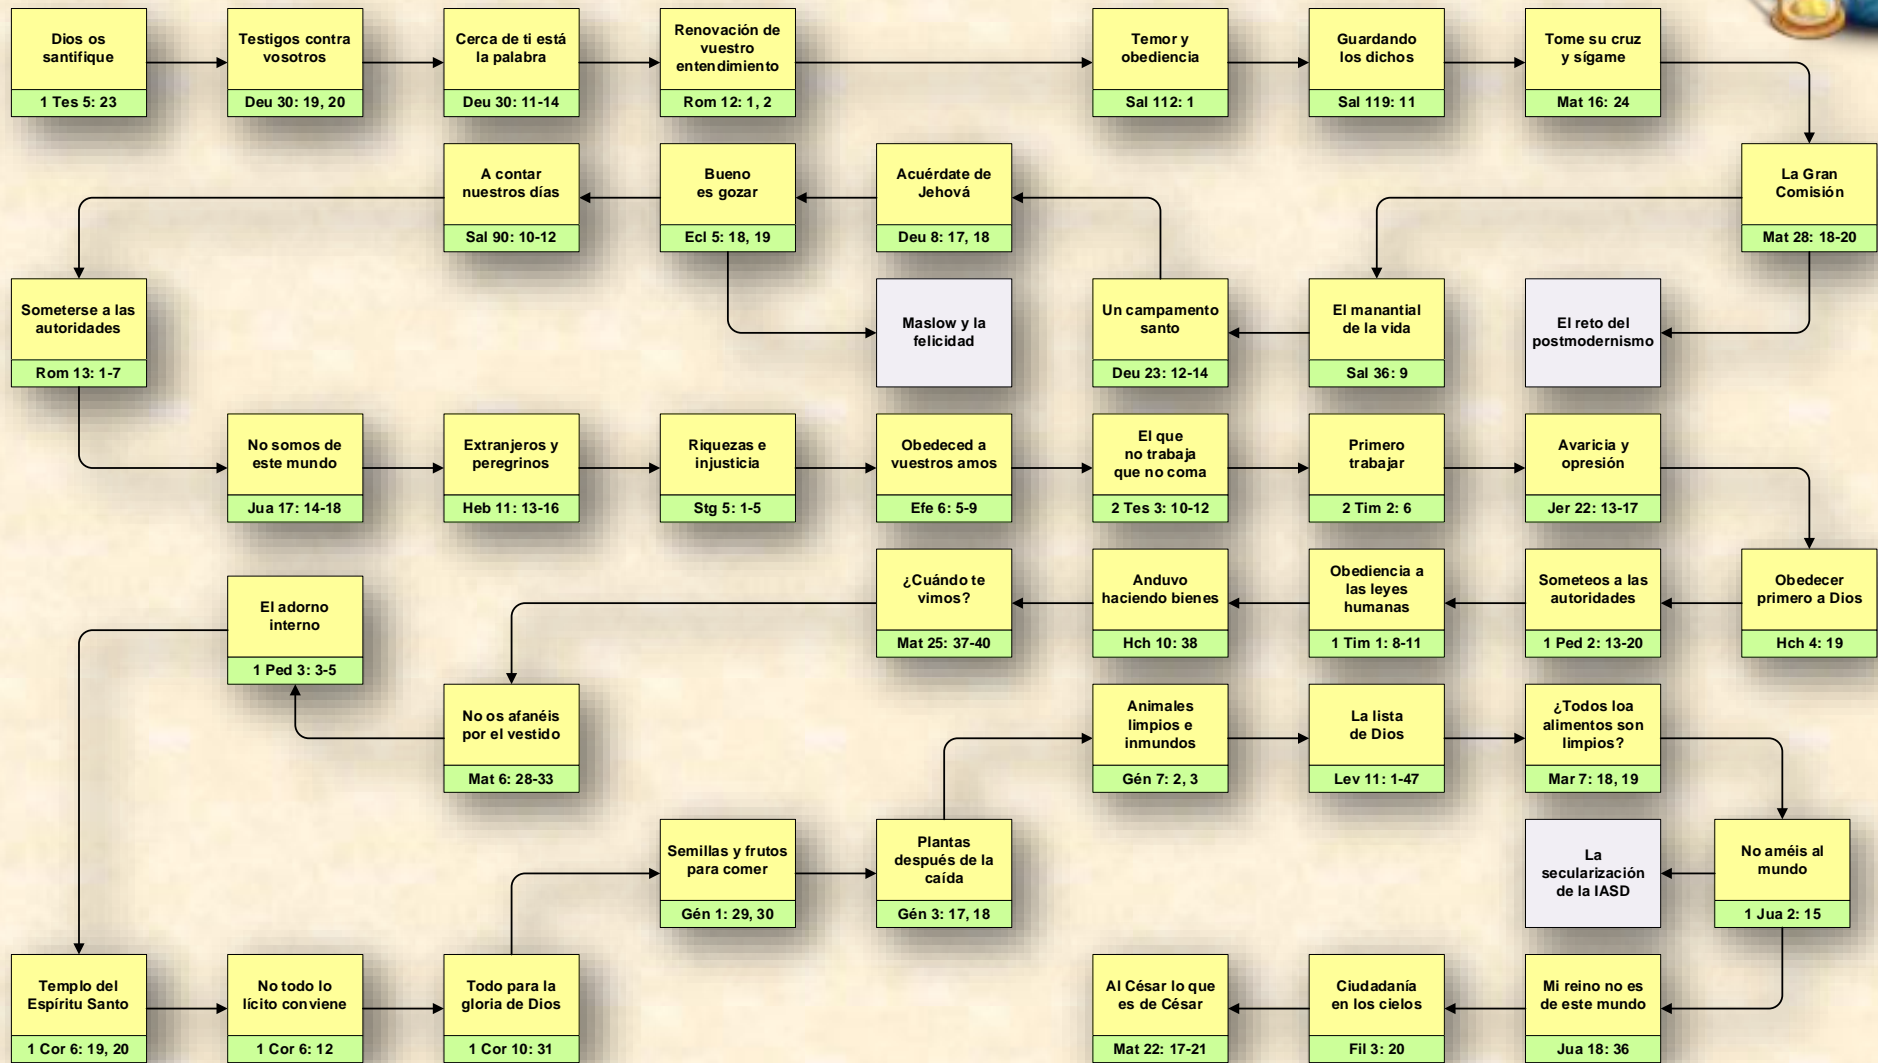 Dios os
santifique
1 Tes 5: 23
Testigos contra
vosotros
Deu 30: 19, 20
Cerca de ti está
la palabra
Deu 30: 11-14
Renovación de
vuestro
entendimiento
Rom 12: 1, 2
Temor y
obediencia
Sal 112: 1
Guardando
los dichos
Sal 119: 11
Tome su cruz
y sígame
Mat 16: 24
La Gran
Comisión
Mat 28: 18-20
El reto del
postmodernismo
El manantial
de la vida
Sal 36: 9
Un campamento
santo
Deu 23: 12-14
Acuérdate de
Jehová
Deu 8: 17, 18
Bueno
es gozar
Ecl 5: 18, 19
Maslow y la
felicidad
A contar
nuestros días
Sal 90: 10-12
Someterse a las
autoridades
Rom 13: 1-7
No somos de
este mundo
Jua 17: 14-18
Extranjeros y
peregrinos
Heb 11: 13-16
Riquezas e
injusticia
Stg 5: 1-5
Obedeced a
vuestros amos
Efe 6: 5-9
El que
no trabaja
que no coma
2 Tes 3: 10-12
Primero
trabajar
2 Tim 2: 6
Avaricia y
opresión
Jer 22: 13-17
Obedecer
primero a Dios
Hch 4: 19
Someteos a las
autoridades
1 Ped 2: 13-20
Obediencia a
las leyes
humanas
1 Tim 1: 8-11
Anduvo
haciendo bienes
Hch 10: 38
¿Cuándo te
vimos?
Mat 25: 37-40
No os afanéis
por el vestido
Mat 6: 28-33
El adorno
interno
1 Ped 3: 3-5
Templo del
Espíritu Santo
1 Cor 6: 19, 20
No todo lo
lícito conviene
1 Cor 6: 12
Todo para la
gloria de Dios
1 Cor 10: 31
Semillas y frutos
para comer
Gén 1: 29, 30
Plantas
después de la
caída
Gén 3: 17, 18
Animales
limpios e
inmundos
Gén 7: 2, 3
La lista
de Dios
Lev 11: 1-47
¿Todos loa
alimentos son
limpios?
Mar 7: 18, 19
No améis al
mundo
1 Jua 2: 15
La
secularización
de la IASD
Mi reino no es
de este mundo
Jua 18: 36
Ciudadanía
en los cielos
Fil 3: 20
Al César lo que
es de César
Mat 22: 17-21